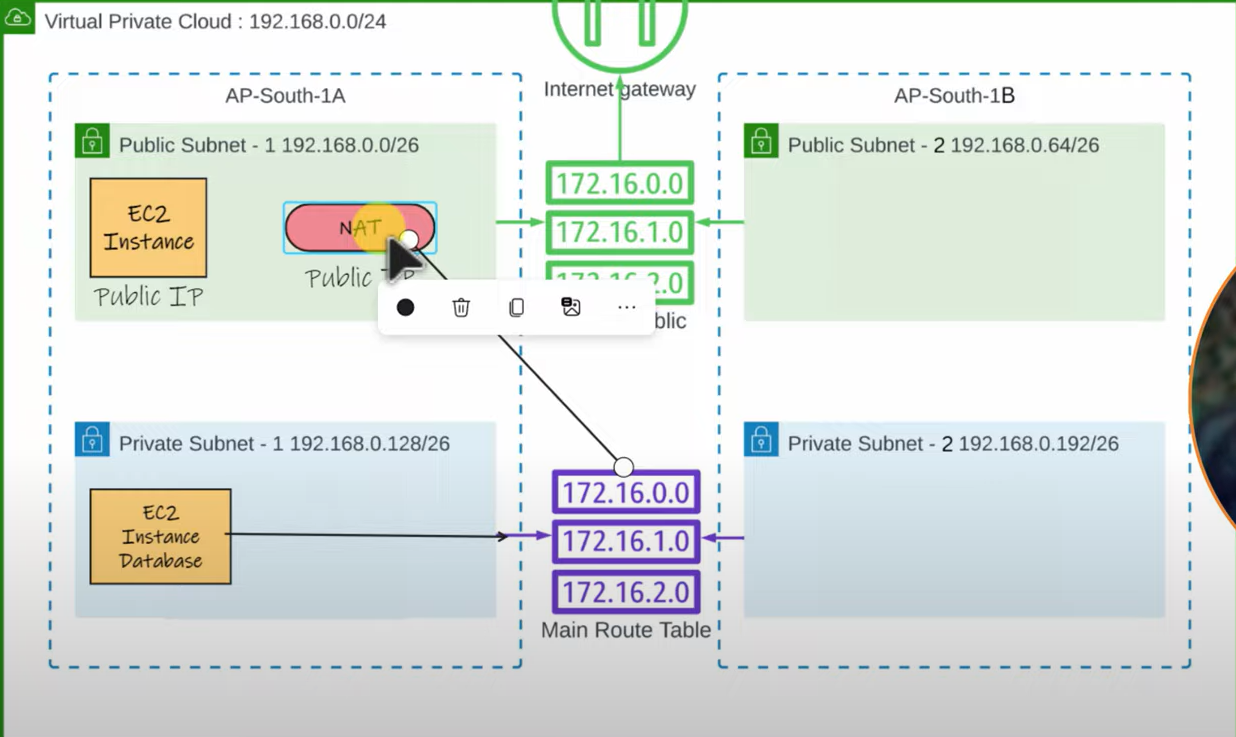 Virtual Private Cloud : 192.168.0.0/24
Internet gateway
AP-South-1A
Public Subnet - 1 192.168.0.0/26
EC2
Instance
Public IP
NAT
Public
172.16.0.0
172.16.1.0
2.0
blic
AP-South-1B
Public Subnet - 2 192.168.0.64/26
Private Subnet - 1 192.168.0.128/26
EC2
Instance
Database
172.16.0.0
172.16.1.0
172.16.2.0
Main Route Table
Private Subnet - 2 192.168.0.192/26